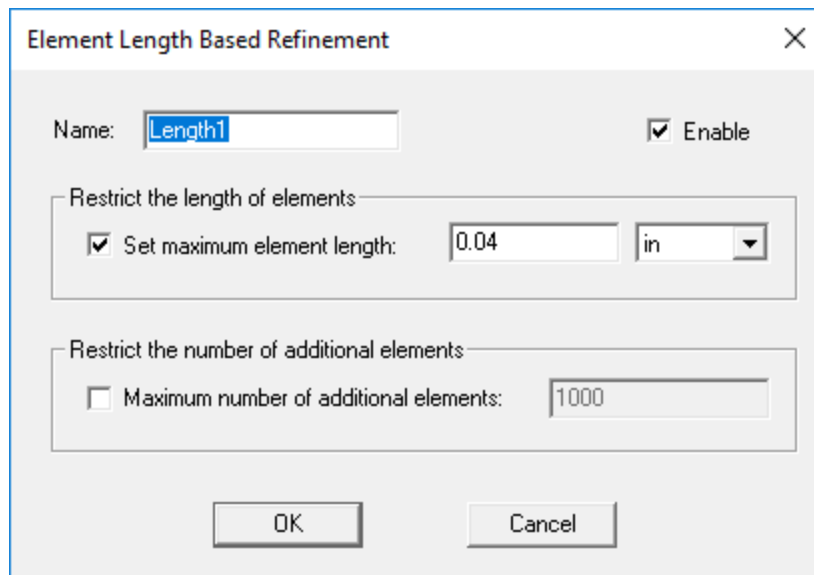 Element Length Based Refinement
Name: Length1 Enable
Restrict the length of elements
Set maximum element length: 0.04 in
Restrict the number of additional elements
Maximum number of additional elements: 1000
OK Cancel